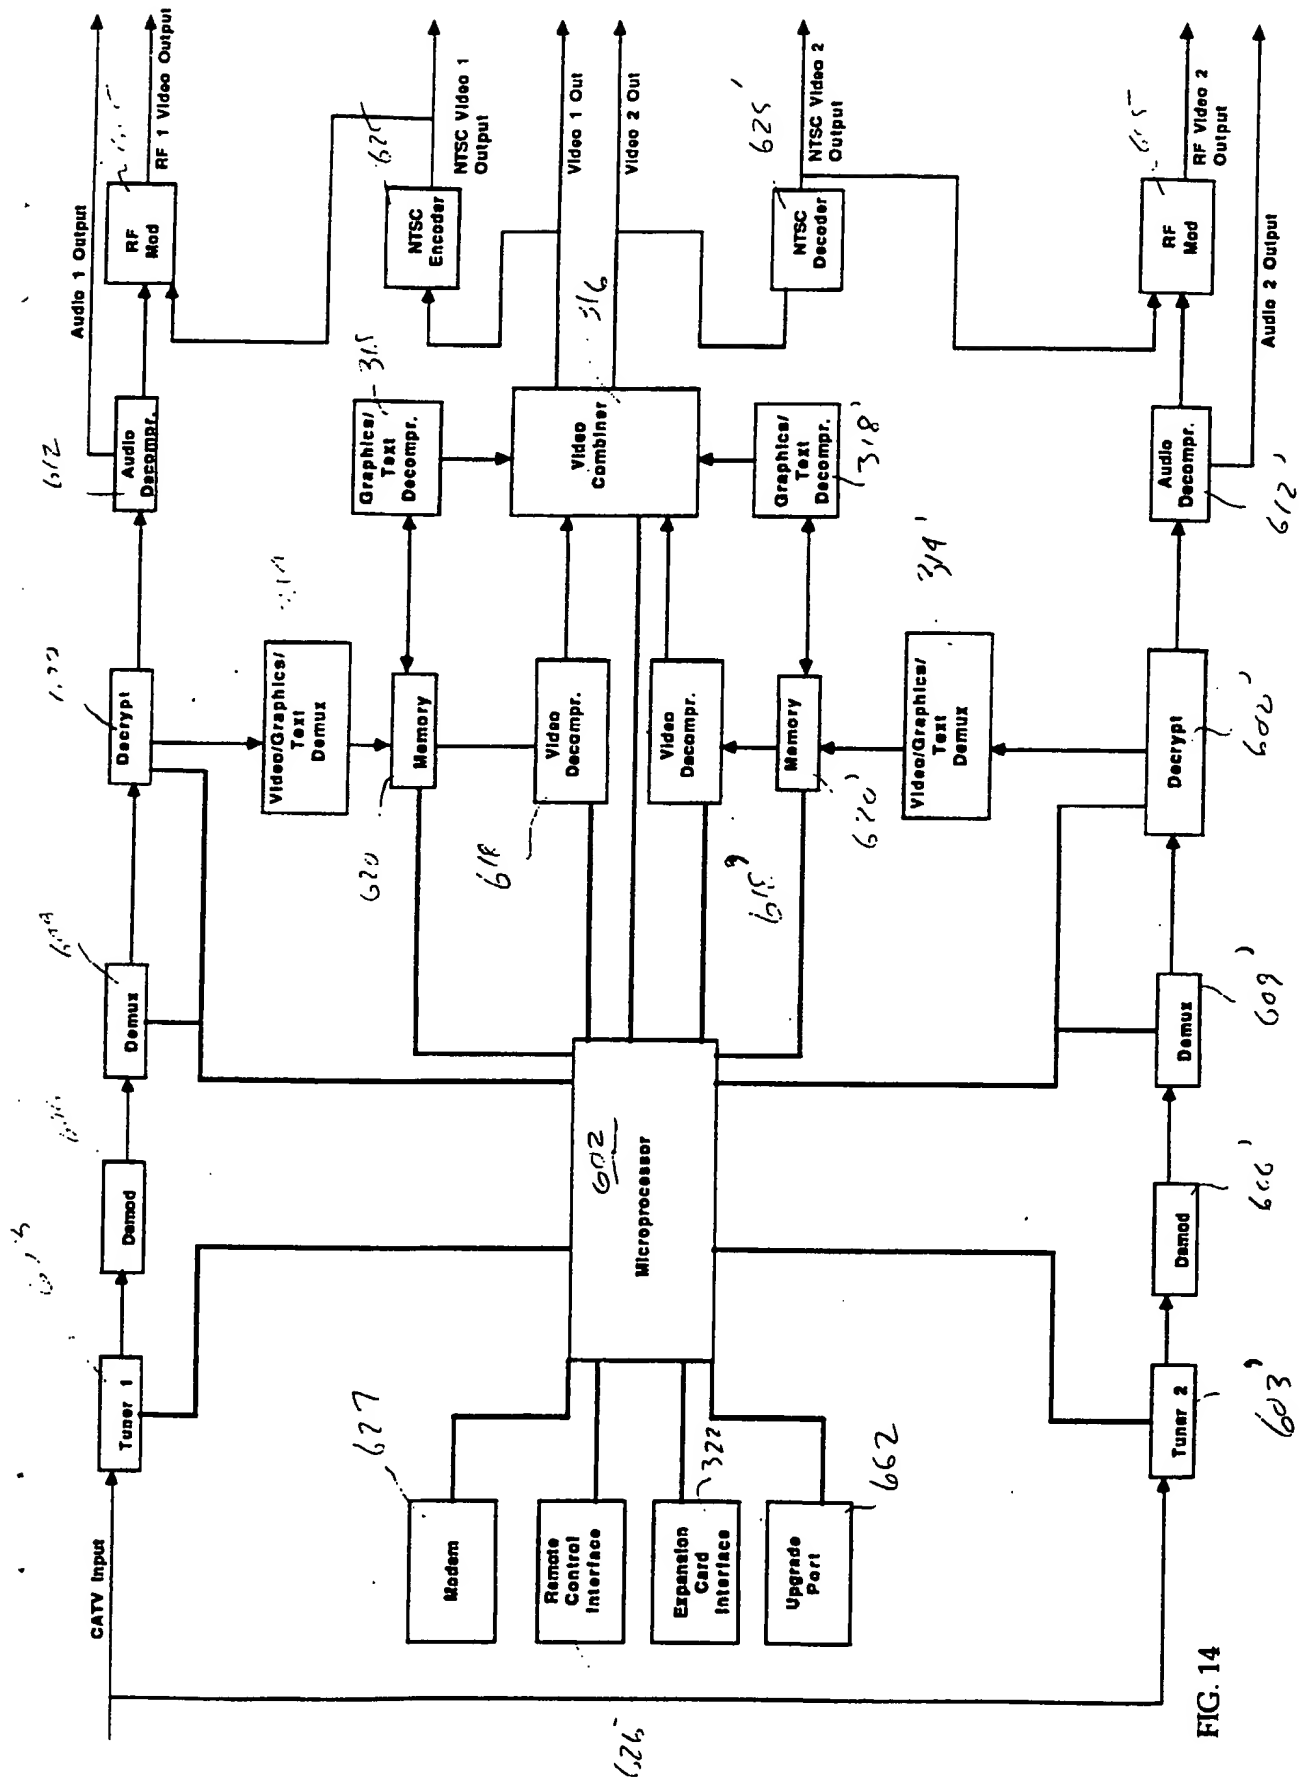 CATV Input
Tuner 1
Demod
Demux
Decrypt
Audio
Decompr.
612
Audio 1 Output
RF
Mod
RF 1 Video Output
Video/Graphics/
Text
Demux
Memory
620
Graphics/
Text
Decompr.
315
NTSC
Encoder
625
NTSC Video 1
Output
Modem
627
Remote
Control
Interface
626
Expansion
Card
Interface
322
Upgrade
Port
662
Microprocessor
602
Video
Decompr.
618
Video
Decompr.
618'
Video
Combiner
316
Video 1 Out
Video 2 Out
Memory
620'
Graphics/
Text
Decompr.
318'
NTSC
Decoder
625'
NTSC Video 2
Output
Video/Graphics/
Text
Demux
314'
Tuner 2
603'
Demod
606'
Demux
609'
Decrypt
600'
Audio
Decompr.
612'
RF
Mod
RF Video 2
Output
Audio 2 Output
FIG. 14